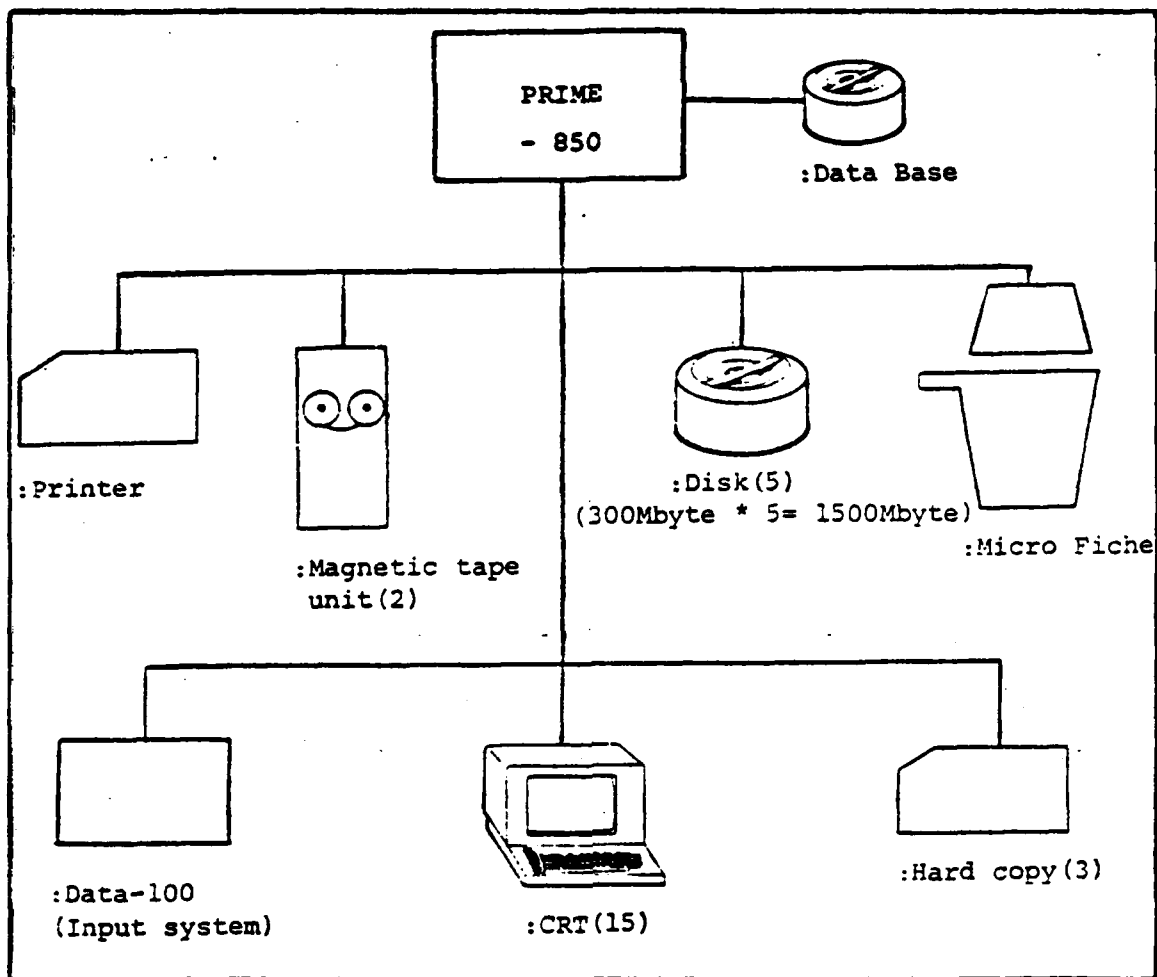 PRIME
- 850
:Data Base
:Printer
:Magnetic tape
unit(2)
:Disk(5)
(300Mbyte * 5= 1500Mbyte)
:Micro Fiche
:Data-100
(Input system)
:CRT(15)
:Hard copy(3)